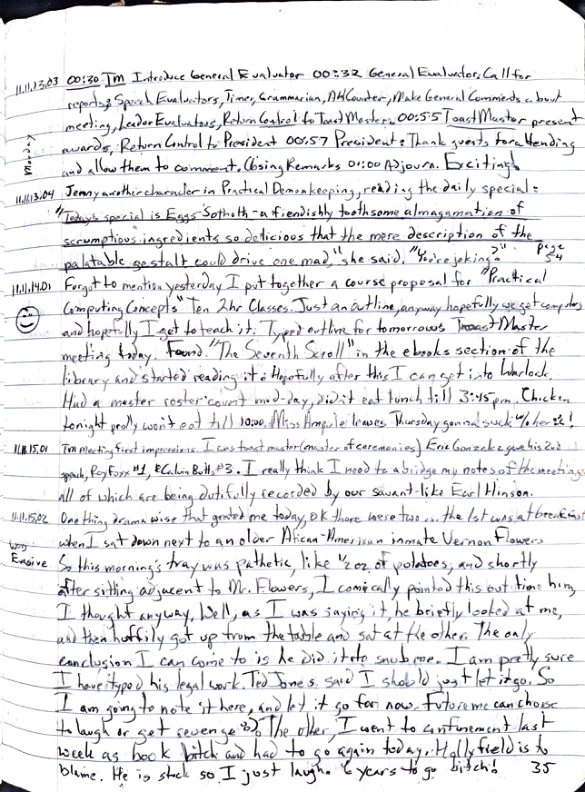 11.11.13.03 00:30 Tm Introduce General Evaluator 00:32 General Evaluator, Call for
reports; Speech Evaluators, Timer, Grammarian, Ah Counter, Make General Comments about
meeting, Leader Evaluators, Return Control to ToastMaster. 00:55 ToastMaster present
awards, Return Control to President 00:57 President: Thank guests for attending
and allow them to comment. Closing Remarks 01:00 Adjourn. Exciting!
Monday
11.11.13.04 Jenny another character in Practical Demonkeeping, reading the daily special:
"Today's special is Eggs-Sothoth - a fiendishly toothsome almagamation of
scrumptious ingredients so delicious that the mere description of the
palatable gestalt could drive one mad," she said. "You're joking?" page 54
11.11.14.01 Forgot to mention yesterday I put together a course proposal for "Practical
Computing Concepts" Ten 2hr Classes. Just an outline, anyway hopefully we get computers
and hopefully I get to teach it. Typed outline for tomorrows ToastMaster
meeting today. Found "The Seventh Scroll" in the ebooks section of the
library and started reading it. Hopefully after this I can get into Warlock.
Had a master roster count mid-day, did it eat lunch till 3:45pm. Chicken
tonight prolly won't eat till 10:00. Miss leaves Thursday gonna suck w/o her
11.11.15.01 Tm meeting first impressions. I was toast master (master of ceremonies) Eric Gonzalez gave his 2nd
speech, Roy Foxx #1, & Calvin Butts #3. I really think I need to abridge my notes of the meetings
all of which are being dutifully recorded by our savant-like Earl Hinson.
11.11.15.02 One thing drama wise that grated me today, ok there were two... the 1st was at breakfast
when I sat down next to an older African-American inmate Vernon Flowers
So this morning's tray was pathetic, like 1/2 oz of potatoes, and shortly
after sitting adjacent to Mr. Flowers, I comically pointed this out to him,
I thought anyway. Well, as I was saying it, he briefly looked at me,
and then huffily got up from the table and sat at the other. The only
conclusion I can come to is he did it to snub me. I am pretty sure
I have typed his legal work. Ted Jones said I should just let it go. So
I am going to note it here, and let it go for now. Future me can choose
to laugh or get revenge. The other, I went to confinement last
week as book bitch and had to go again today. Hollyfield is to
blame. He is stuck so I just laugh. 6 years to go bitch! 35